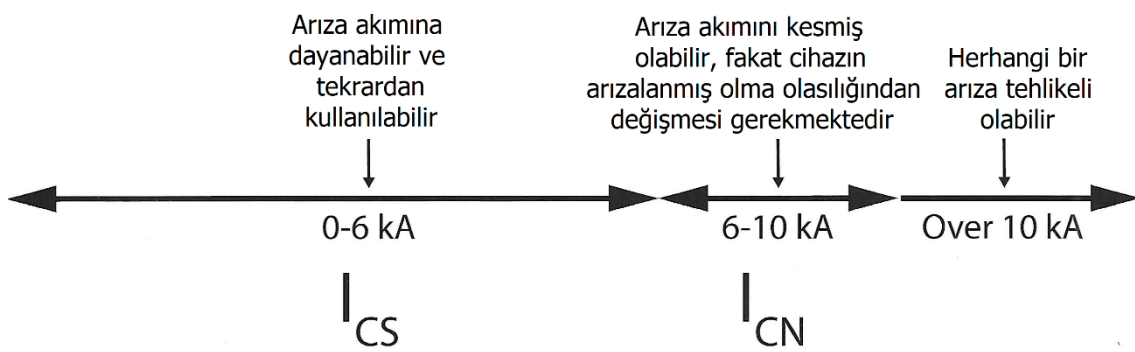 Arıza akımına
dayanabilir ve
tekrardan
kullanılabilir
Arıza akımını kesmiş
olabilir, fakat cihazın
arızalanmış olma olasılığından
değişmesi gerekmektedir
Herhangi bir
arıza tehlikeli
olabilir
0-6 kA
6-10 kA
Over 10 kA
ICS
ICN